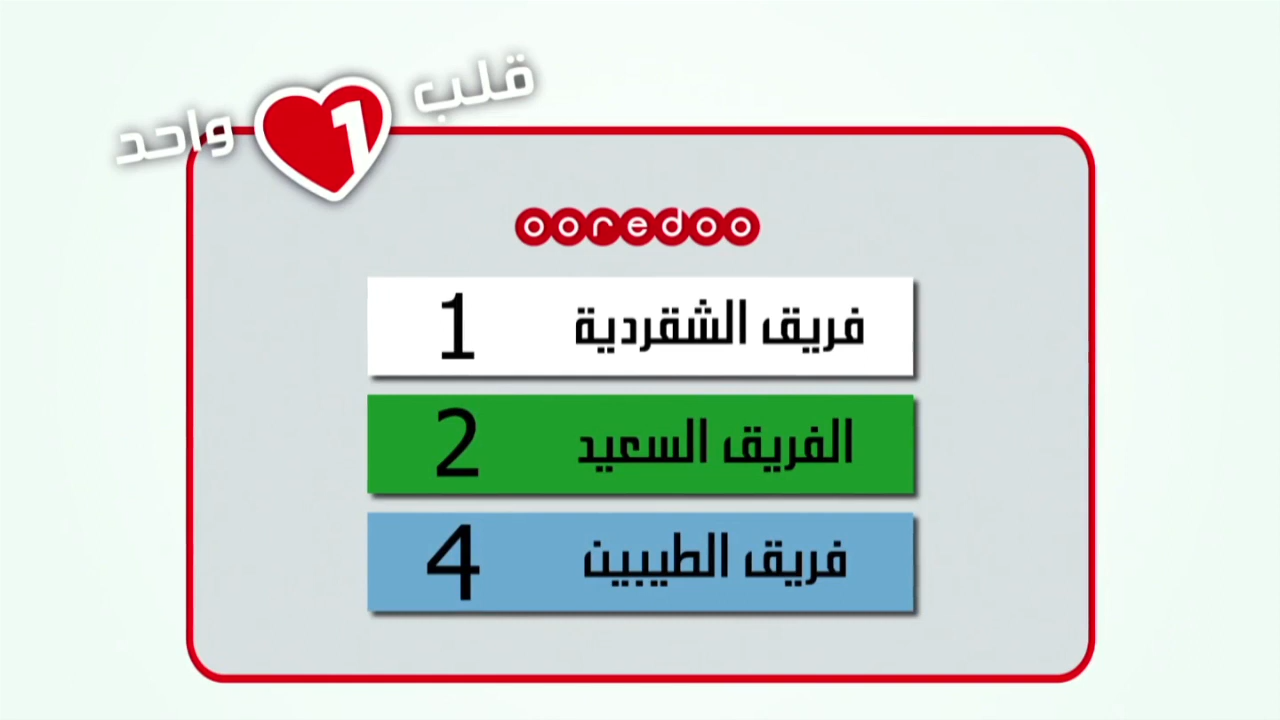 قلب 1 واحد
ooredoo
فريق الشقردية 1
الفريق السعيد 2
فريق الطيبين 4